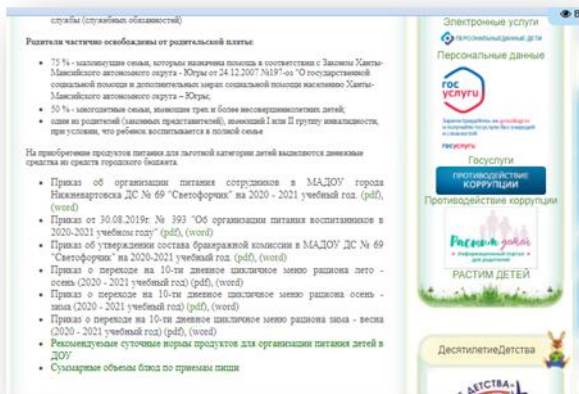 службы (служебных обязанностей)
Родители частично освобождены от родительской платы:
75 % - малоимущие семьи, которым назначена помощь в соответствии с Законом Ханты-
Мансийского автономного округа - Югры от 24.12.2007 №197-оз "О государственной
социальной помощи и дополнительных мерах социальной помощи населению Ханты-
Мансийского автономного округа – Югры;
50 % - многодетные семьи, имеющие трех и более несовершеннолетних детей;
один из родителей (законных представителей), имеющий I или II группу инвалидности,
при условии, что ребенок воспитывается в полной семье
На приобретение продуктов питания для льготной категории детей выделяются денежные
средства из средств городского бюджета.
Приказ об организации питания сотрудников в МАДОУ города
Нижневартовска ДС № 69 "Светофорчик" на 2020 - 2021 учебный год. (pdf),
(word)
Приказ от 30.08.2019г. № 393 "Об организации питания воспитанников в
2020-2021 учебном году" (pdf), (word)
Приказ об утверждении состава бракеражной комиссии в МАДОУ ДС № 69
"Светофорчик" на 2020-2021 учебный год. (pdf), (word)
Приказ о переходе на 10-ти дневное цикличное меню рациона лето -
осень (2020 - 2021 учебный год) (pdf), (word)
Приказ о переходе на 10-ти дневное цикличное меню рациона осень -
зима (2020 - 2021 учебный год) (pdf), (word)
Приказ о переходе на 10-ти дневное цикличное меню рациона зима - весна
(2020 - 2021 учебный год) (pdf), (word)
Рекомендуемые суточные нормы продуктов для организации питания детей в
ДОУ
Суммарные объемы блюд по приемам пищи
В
Электронные услуги
ПЕРСОНАЛЬНЫЕДАННЫЕ.ДЕТИ
Персональные данные
гос
услуги
Госуслуги
ПРОТИВОДЕЙСТВИЕ
КОРРУПЦИИ
Противодействие коррупции
Растим детей
Информационный портал
для родителей
РАСТИМ ДЕТЕЙ
ДесятилетиеДетства
ДЕТСТВА